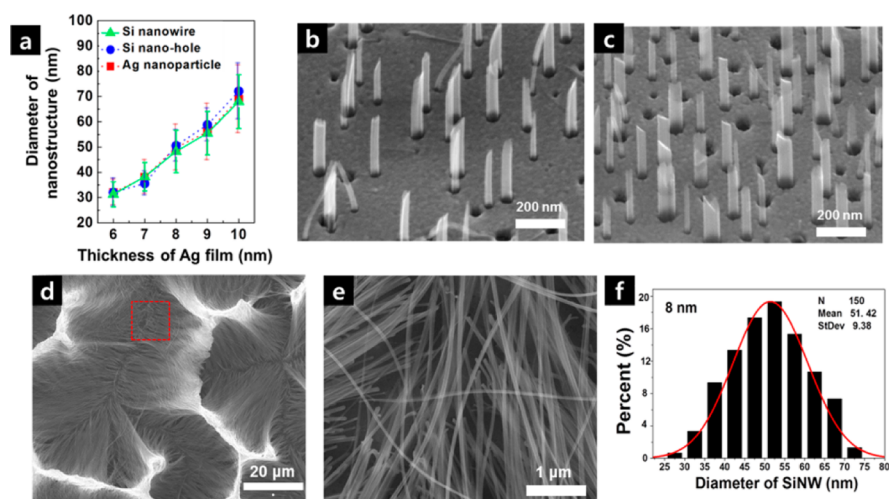 a
Si nanowire
Si nano-hole
Ag nanoparticle
Diameter of
nanostructure (nm)
100
90
80
70
60
50
40
30
20
6 7 8 9 10
Thickness of Ag film (nm)
b
200 nm
c
200 nm
d
20 µm
e
1 µm
f
8 nm
N 150
Mean 51.42
StDev 9.38
Percent (%)
20
16
12
8
4
0
25 30 35 40 45 50 55 60 65 70 75 80
Diameter of SiNW (nm)